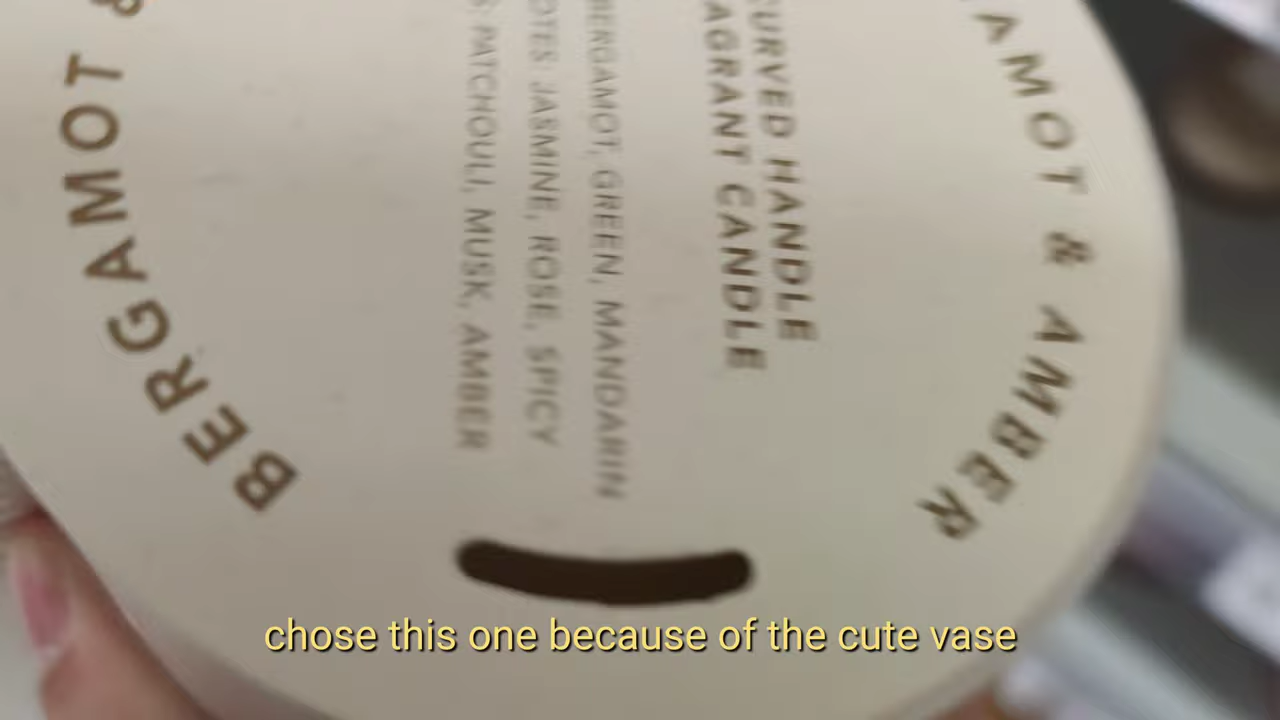 AMOT & AMBER
CURVED HANDLE
AGRANT CANDLE
BERGAMOT, GREEN, MANDARIN
OTES JASMINE, ROSE, SPICY
S PATCHOULI, MUSK, AMBER
BERGAMOT &
chose this one because of the cute vase